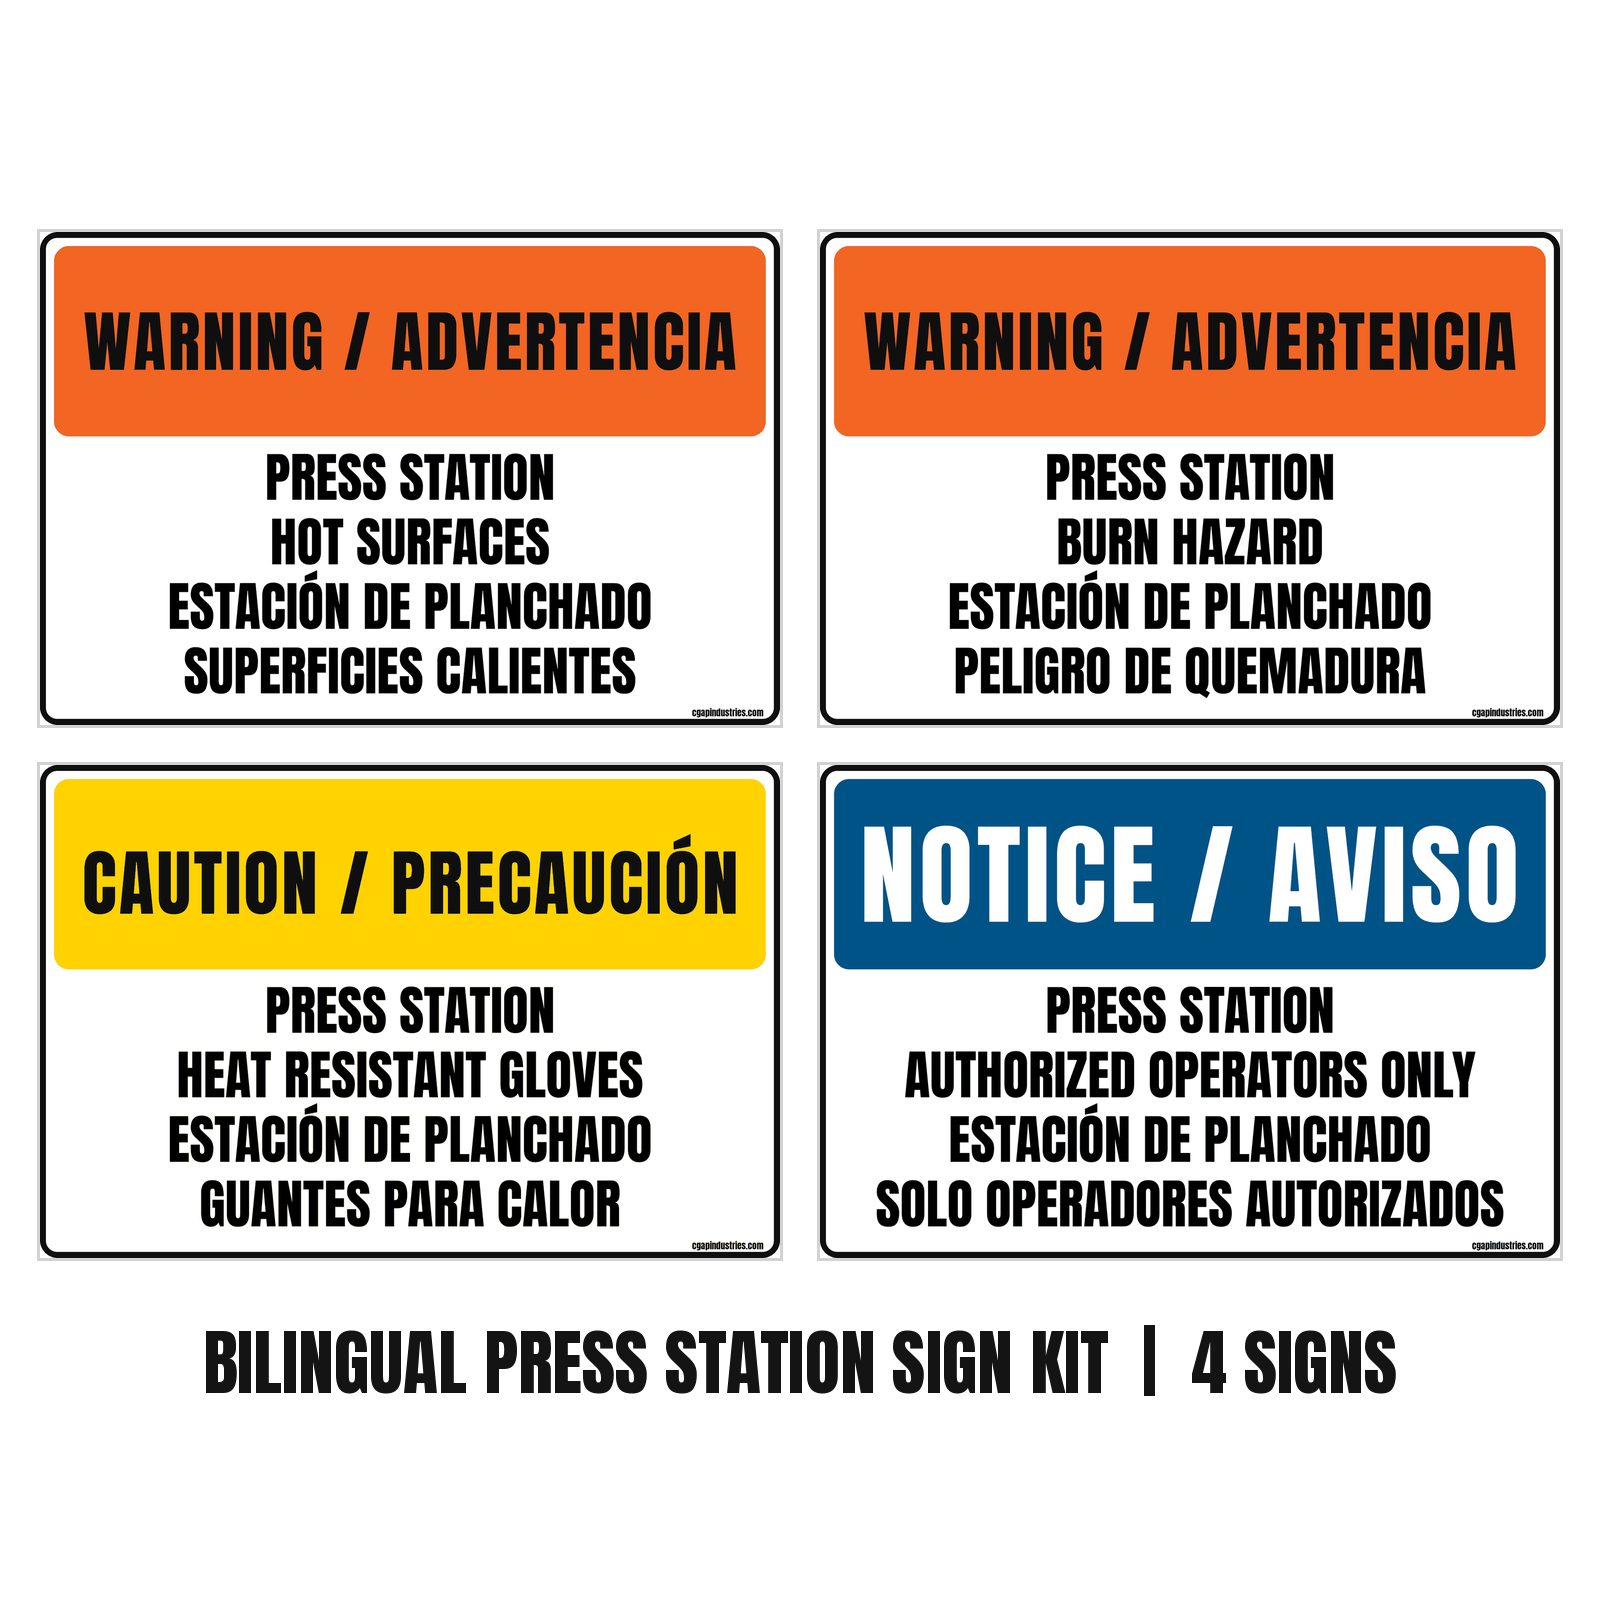 WARNING / ADVERTENCIA
PRESS STATION
HOT SURFACES
ESTACIÓN DE PLANCHADO
SUPERFICIES CALIENTES
cgapindustries.com
WARNING / ADVERTENCIA
PRESS STATION
BURN HAZARD
ESTACIÓN DE PLANCHADO
PELIGRO DE QUEMADURA
cgapindustries.com
CAUTION / PRECAUCIÓN
PRESS STATION
HEAT RESISTANT GLOVES
ESTACIÓN DE PLANCHADO
GUANTES PARA CALOR
cgapindustries.com
NOTICE / AVISO
PRESS STATION
AUTHORIZED OPERATORS ONLY
ESTACIÓN DE PLANCHADO
SOLO OPERADORES AUTORIZADOS
cgapindustries.com
BILINGUAL PRESS STATION SIGN KIT | 4 SIGNS